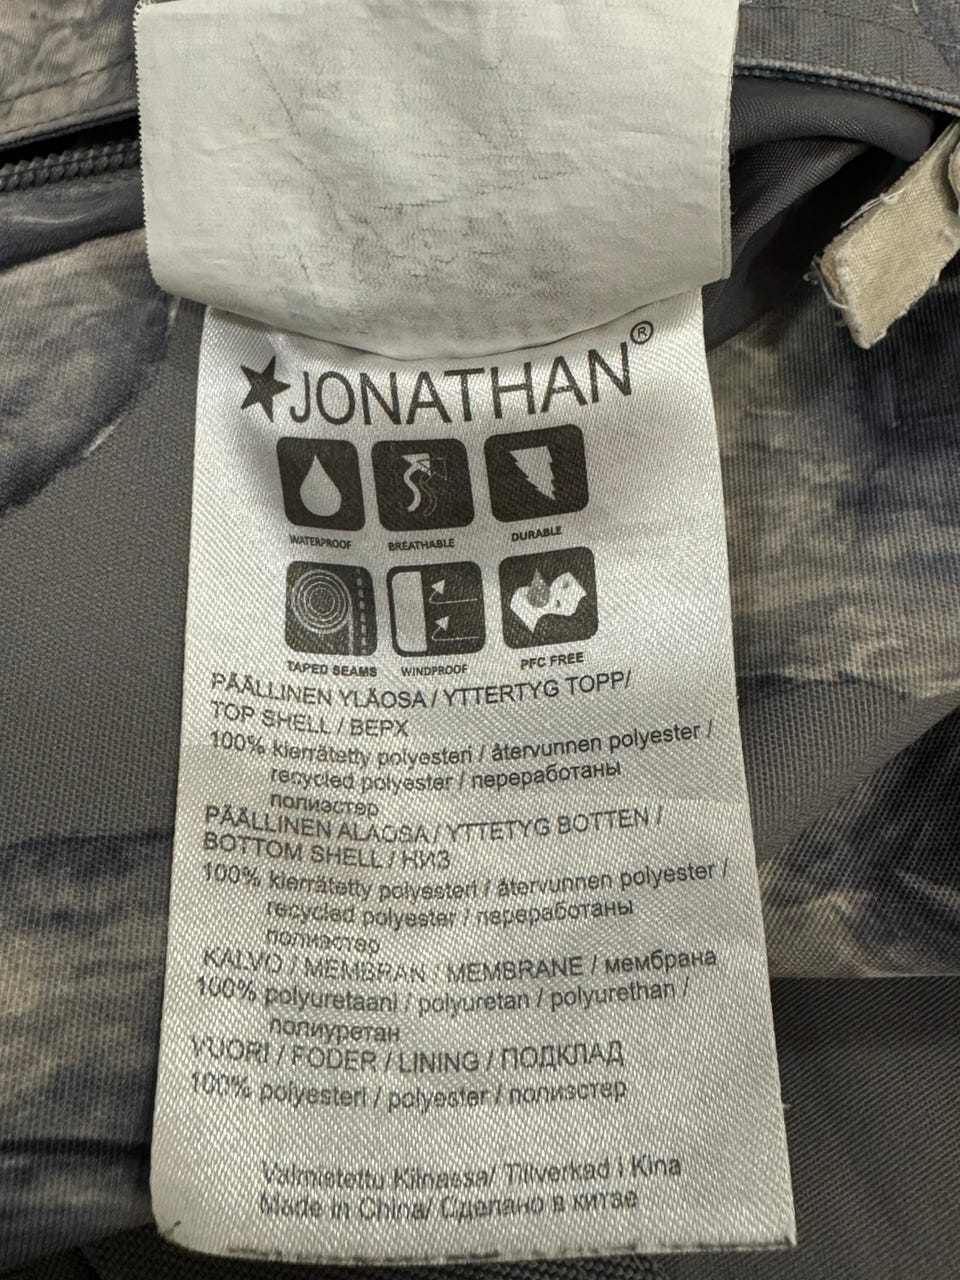 ★JONATHAN®
WATERPROOF BREATHABLE DURABLE
TAPED SEAMS WINDPROOF PFC FREE
PÄÄLLINEN YLÄOSA / YTTERTYG TOPP/
TOP SHELL / ВЕРХ
100% kierrätetty polyesteri / återvunnen polyester /
recycled polyester / переработаны
полиэстер
PÄÄLLINEN ALAOSA / YTTETYG BOTTEN /
BOTTOM SHELL / НИЗ
100% kierrätetty polyesteri / återvunnen polyester /
recycled polyester / переработаны
полиэстер
KALVO / MEMBRAN / MEMBRANE / мембрана
100% polyuretaani / polyuretan / polyurethan /
полиуретан
VUORI / FODER / LINING / ПОДКЛАД
100% polyesteri / polyester / полиэстер
Valmistettu Kiinassa/ Tillverkad i Kina
Made in China/ Сделано в китае